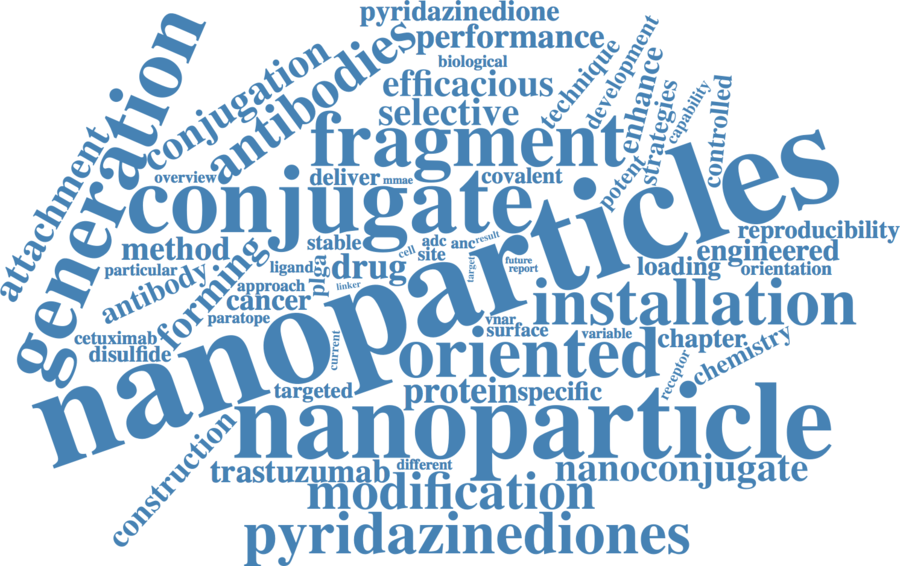 pyridazinedione
performance
biological
efficacious
selective
technique
development
enhance
strategies
capability
controlled
potent
generation
attachment
conjugation
antibodies
fragment
overview
deliver
mmae
covalent
conjugate
nanoparticles
method
particular
antibody
forming
ligand
approach
cancer
paratope
stable
plga
drug
linker
cell
adc
site
anc
result
target
future
report
reproducibility
engineered
loading
orientation
installation
cetuximab
disulfide
current
vnar
surface
variable
oriented
chapter
chemistry
receptor
targeted
protein
specific
nanoparticle
construction
trastuzumab
different
nanoconjugate
modification
pyridazinediones